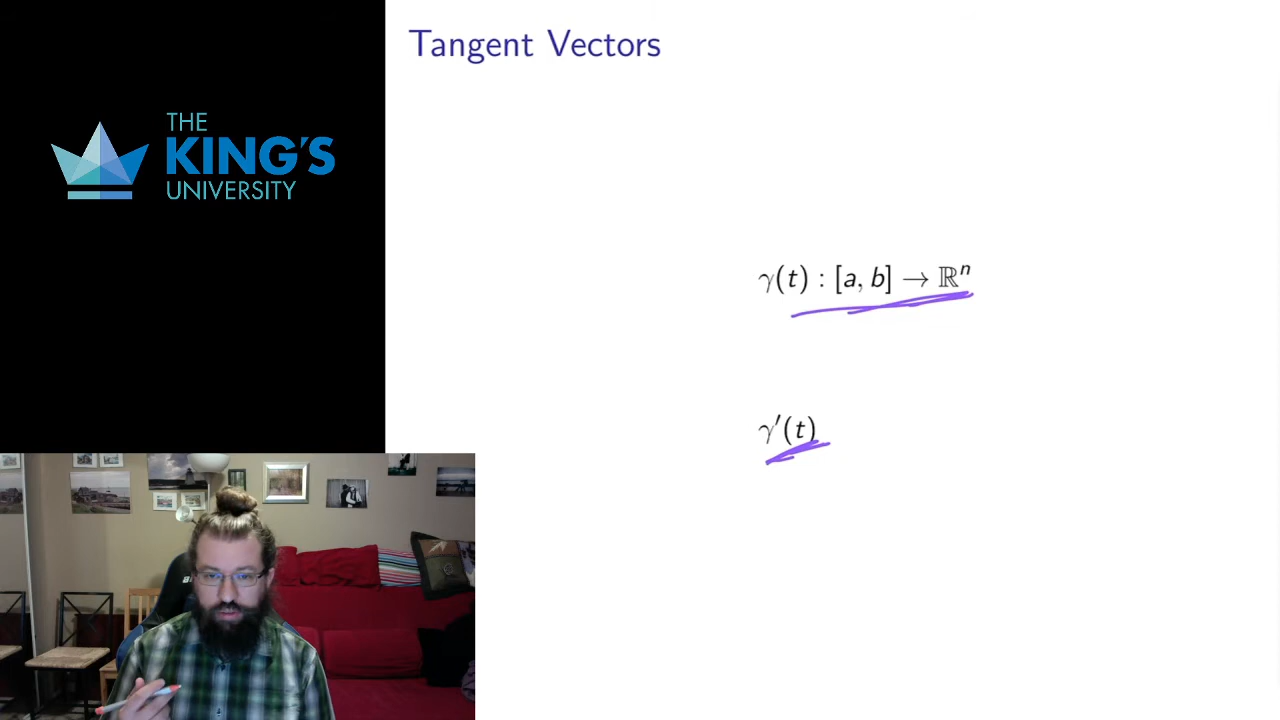 THE
KING'S
UNIVERSITY
Tangent Vectors
γ(t) : [a, b] → ℝⁿ
γ′(t)